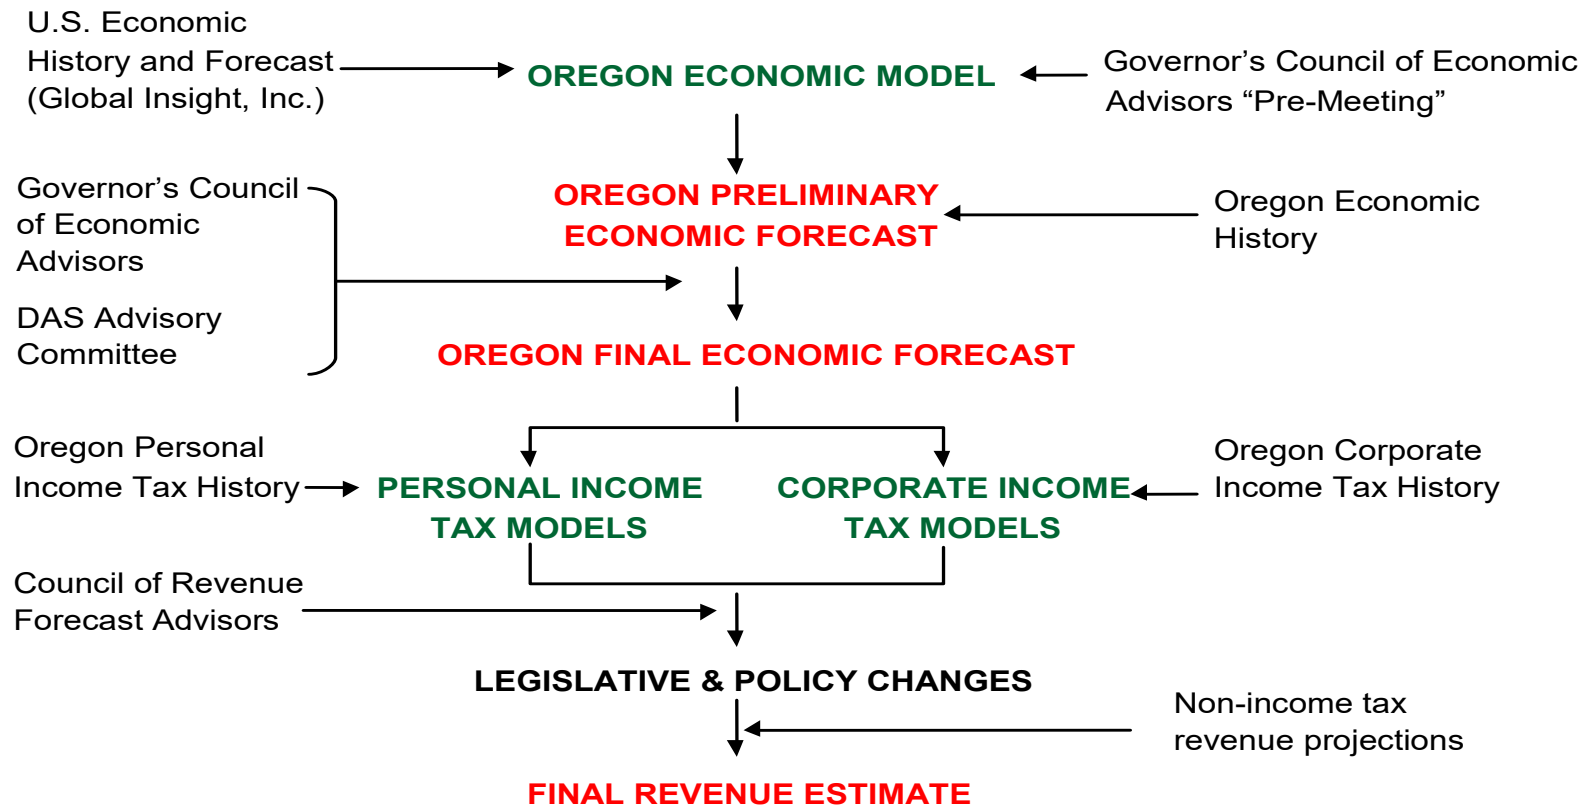 U.S. Economic
History and Forecast
(Global Insight, Inc.)
OREGON ECONOMIC MODEL
Governor’s Council of Economic
Advisors “Pre-Meeting”
Governor’s Council
of Economic
Advisors
DAS Advisory
Committee
OREGON PRELIMINARY
ECONOMIC FORECAST
Oregon Economic
History
OREGON FINAL ECONOMIC FORECAST
Oregon Personal
Income Tax History
PERSONAL INCOME
TAX MODELS
CORPORATE INCOME
TAX MODELS
Oregon Corporate
Income Tax History
Council of Revenue
Forecast Advisors
LEGISLATIVE & POLICY CHANGES
Non-income tax
revenue projections
FINAL REVENUE ESTIMATE